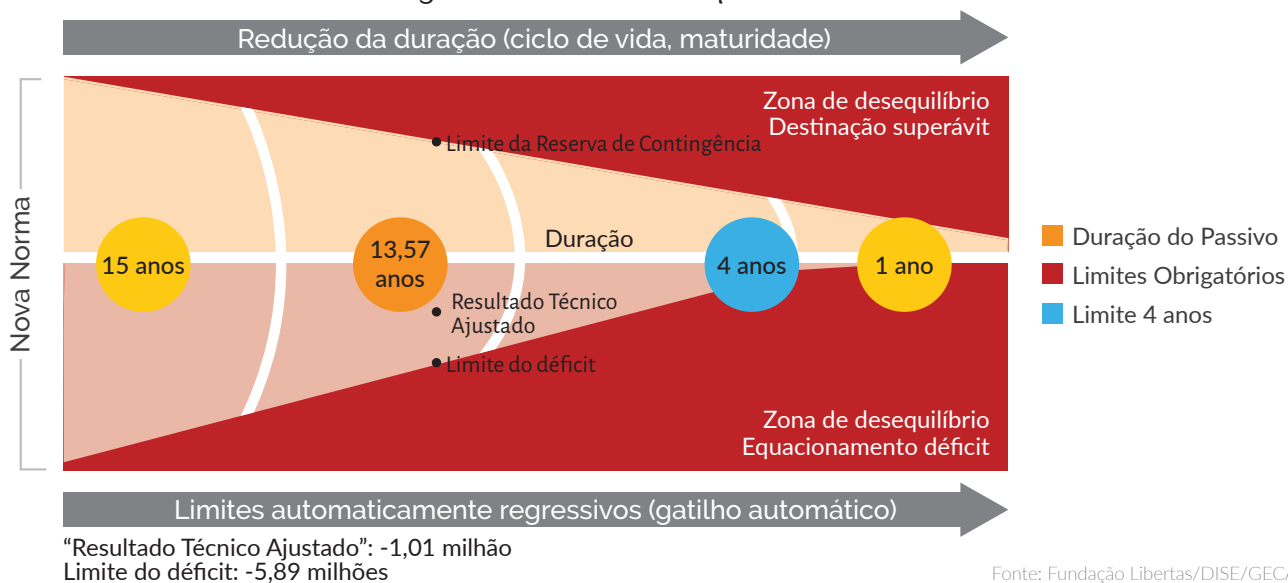 Redução da duração (ciclo de vida, maturidade)
Zona de desequilíbrio
Destinação superávit
Limite da Reserva de Contingência
Nova Norma
15 anos
13,57
anos
Duração
4 anos
1 ano
Resultado Técnico
Ajustado
Limite do déficit
Zona de desequilíbrio
Equacionamento déficit
Duração do Passivo
Limites Obrigatórios
Limite 4 anos
Limites automaticamente regressivos (gatilho automático)
“Resultado Técnico Ajustado”: -1,01 milhão
Limite do déficit: -5,89 milhões
Fonte: Fundação Libertas/DISE/GECA